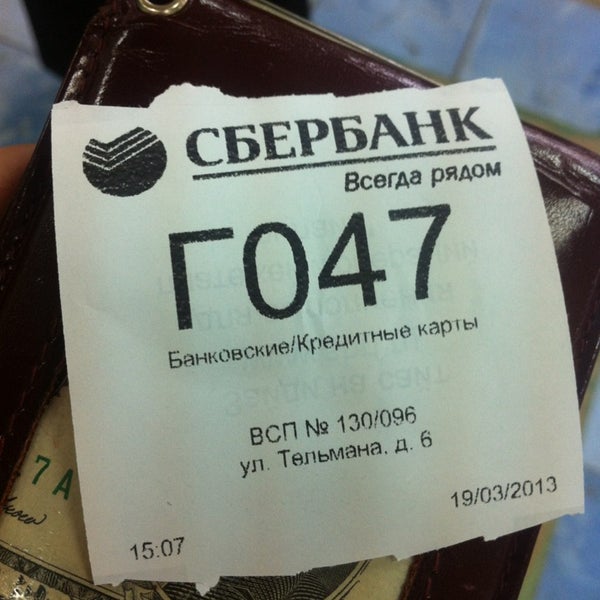 СБЕРБАНК
Всегда рядом
Г047
Банковские/Кредитные карты
ВСП № 130/096
ул. Тельмана, д. 6
19/03/2013
15:07
7А